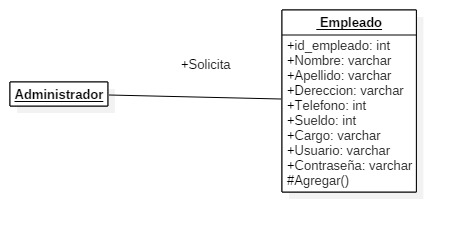 Empleado
+id_empleado: int
+Nombre: varchar
+Apellido: varchar
+Dereccion: varchar
+Telefono: int
+Sueldo: int
+Cargo: varchar
+Usuario: varchar
+Contraseña: varchar
#Agregar()
+Solicita
Administrador